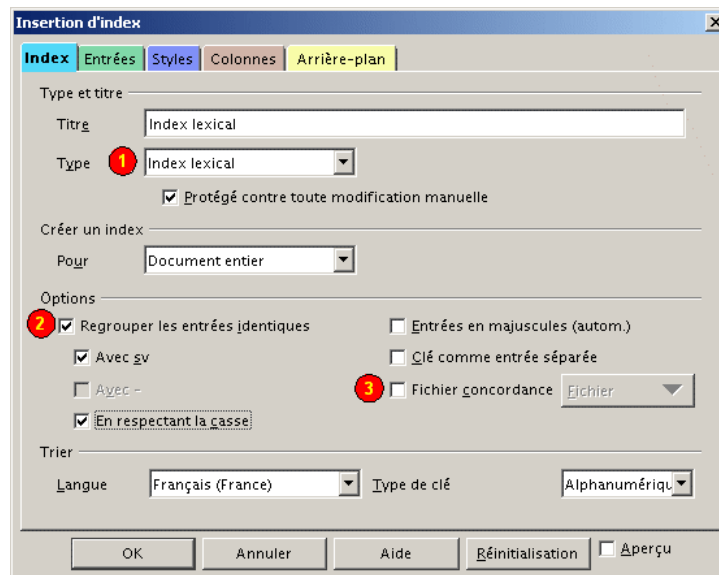 Insertion d'index
Index Entrées Styles Colonnes Arrière-plan
Type et titre
Titre Index lexical
Type 1 Index lexical
Protégé contre toute modification manuelle
Créer un index
Pour Document entier
Options
2 Regrouper les entrées identiques Entrées en majuscules (autom.)
Avec sv Clé comme entrée séparée
Avec - 3 Fichier concordance Fichier
En respectant la casse
Trier
Langue Français (France) Type de clé Alphanumériqu
OK Annuler Aide Réinitialisation Aperçu